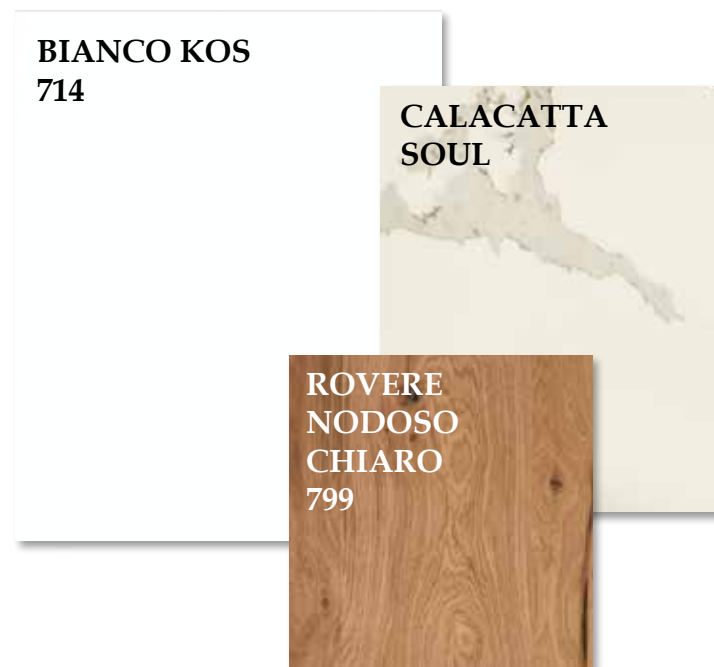 BIANCO KOS
714
CALACATTA
SOUL
ROVERE
NODOSO
CHIARO
799